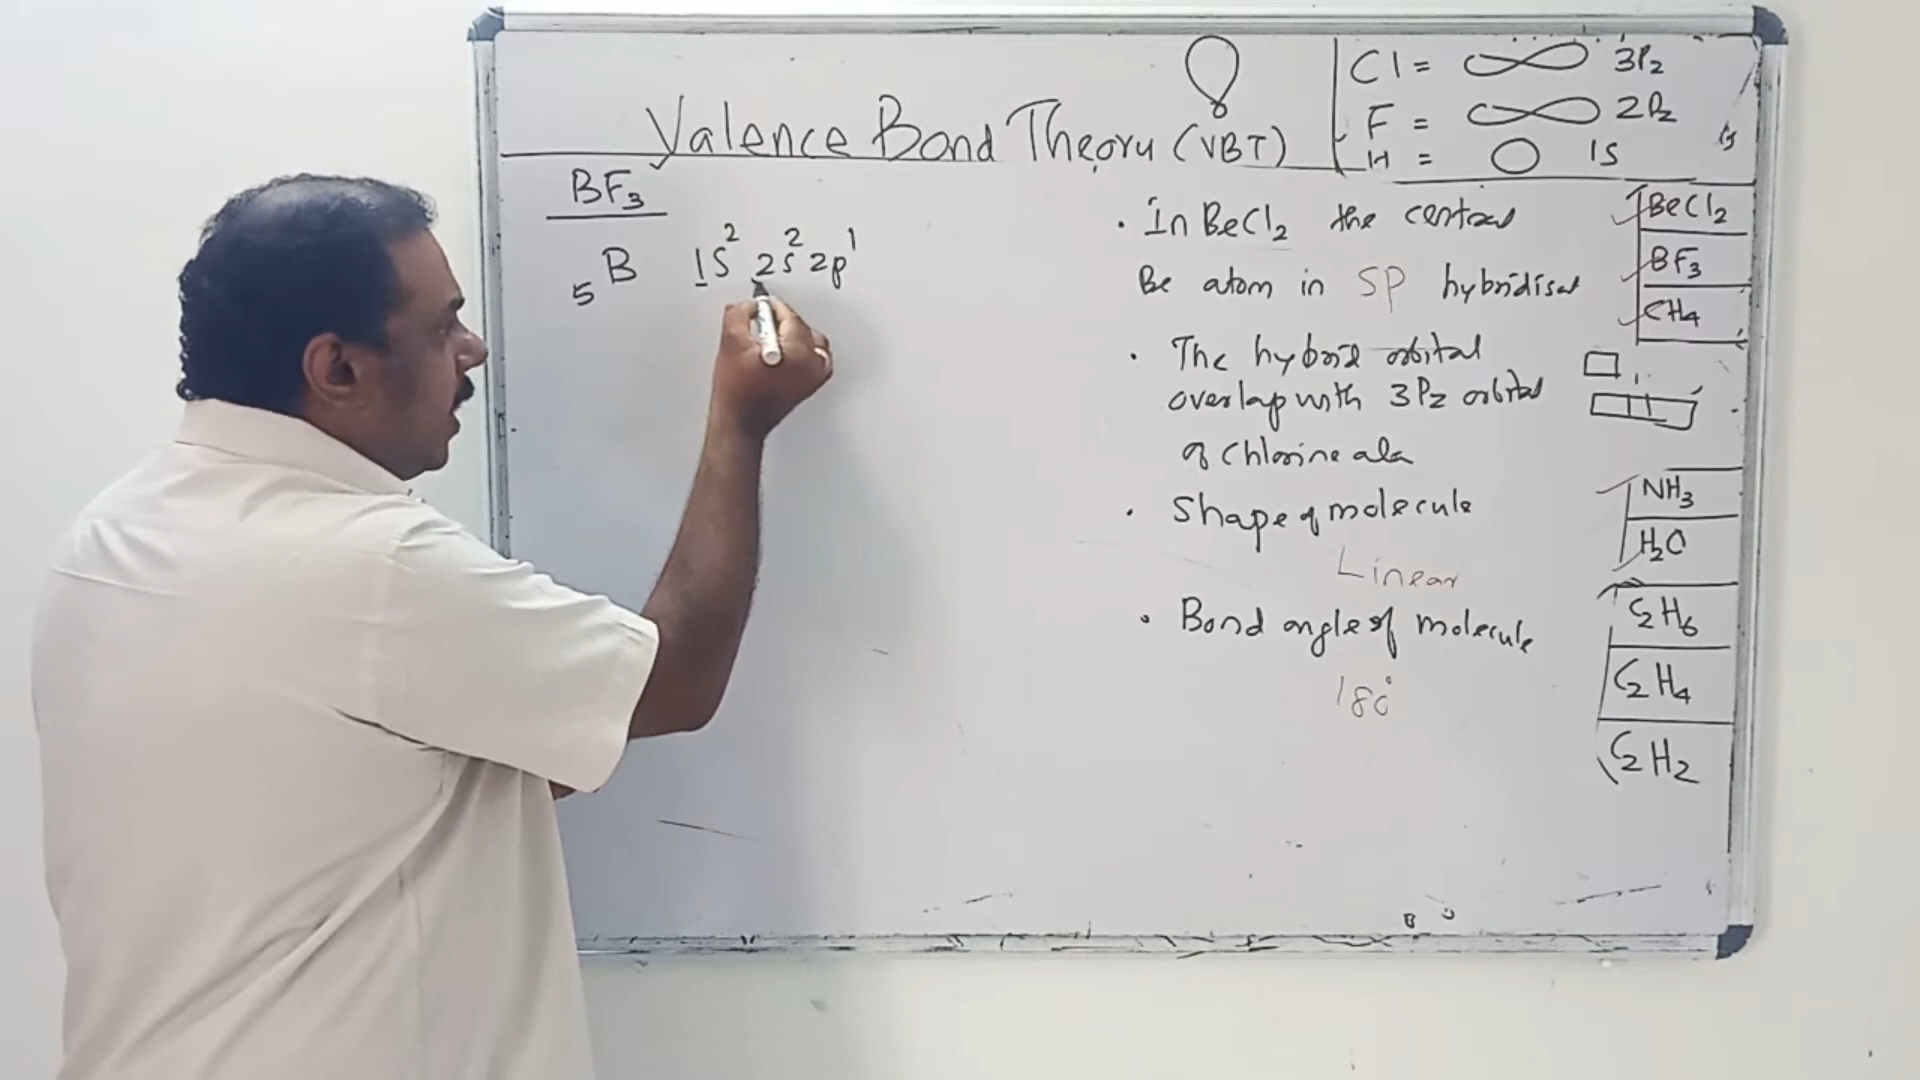 Valence Bond Theory (VBT)
Cl = 3Pz
F = 2Pz
H = 1S
BF3
5 B 1S2 2s2 2p1
. In BeCl2 the central
Be atom in SP hybridised
. The hybrid orbital
overlap with 3Pz orbital
of chlorine
. Shape of molecule
Linear
. Bond angle of molecule
180°
BeCl2
BF3
CH4
NH3
H2O
C2H6
C2H4
C2H2